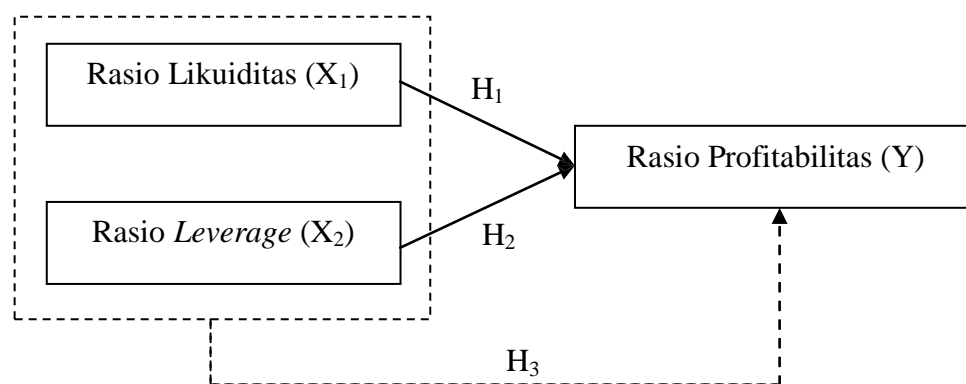 Rasio Likuiditas (X₁)
H₁
Rasio Profitabilitas (Y)
Rasio Leverage (X₂)
H₂
H₃